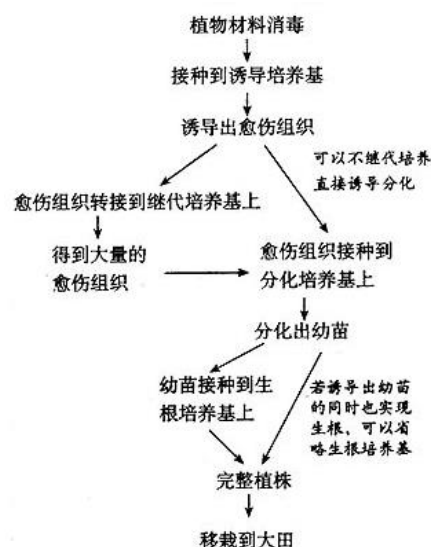 植物材料消毒
接种到诱导培养基
诱导出愈伤组织
可以不继代培养
直接诱导分化
愈伤组织转接到继代培养基上
得到大量的
愈伤组织
愈伤组织接种到
分化培养基上
分化出幼苗
幼苗接种到生
根培养基上
若诱导出幼苗
的同时也实现
生根，可以省
略生根培养基
完整植株
移栽到大田